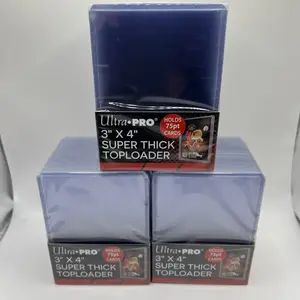 Ultra•PRO
HOLDS
75pt
CARDS
3" X 4"
SUPER THICK
TOPLOADER
Ultra•PRO
HOLDS
75pt
CARDS
3" X 4"
SUPER THICK
TOPLOADER
Ultra•PRO
HOLDS
75pt
CARDS
3" X 4"
SUPER THICK
TOPLOADER